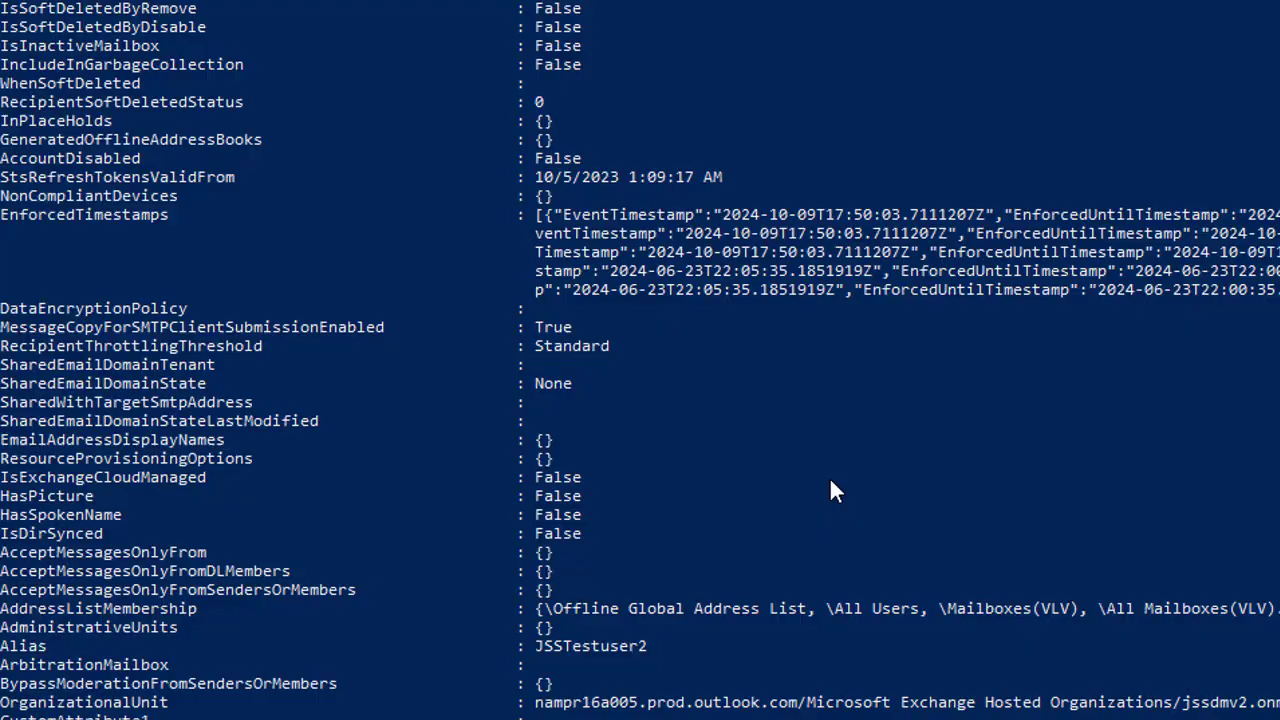 IsSoftDeletedByRemove : False
IsSoftDeletedByDisable : False
IsInactiveMailbox : False
IncludeInGarbageCollection : False
WhenSoftDeleted :
RecipientSoftDeletedStatus : 0
InPlaceHolds : {}
GeneratedOfflineAddressBooks : {}
AccountDisabled : False
StsRefreshTokensValidFrom : 10/5/2023 1:09:17 AM
NonCompliantDevices : {}
EnforcedTimestamps : [{"EventTimestamp":"2024-10-09T17:50:03.7111207Z","EnforcedUntilTimestamp":"2024
ventTimestamp":"2024-10-09T17:50:03.7111207Z","EnforcedUntilTimestamp":"2024-10-
Timestamp":"2024-10-09T17:50:03.7111207Z","EnforcedUntilTimestamp":"2024-10-09T1
stamp":"2024-06-23T22:05:35.1851919Z","EnforcedUntilTimestamp":"2024-06-23T22:00
p":"2024-06-23T22:05:35.1851919Z","EnforcedUntilTimestamp":"2024-06-23T22:00:35.
DataEncryptionPolicy :
MessageCopyForSMTPClientSubmissionEnabled : True
RecipientThrottlingThreshold : Standard
SharedEmailDomainTenant :
SharedEmailDomainState : None
SharedWithTargetSmtpAddress :
SharedEmailDomainStateLastModified :
EmailAddressDisplayNames : {}
ResourceProvisioningOptions : {}
IsExchangeCloudManaged : False
HasPicture : False
HasSpokenName : False
IsDirSynced : False
AcceptMessagesOnlyFrom : {}
AcceptMessagesOnlyFromDLMembers : {}
AcceptMessagesOnlyFromSendersOrMembers : {}
AddressListMembership : {\Offline Global Address List, \All Users, \Mailboxes(VLV), \All Mailboxes(VLV).
AdministrativeUnits : {}
Alias : JSSTestuser2
ArbitrationMailbox :
BypassModerationFromSendersOrMembers : {}
OrganizationalUnit : nampr16a005.prod.outlook.com/Microsoft Exchange Hosted Organizations/jssdmv2.on
CustomAttribute1 :